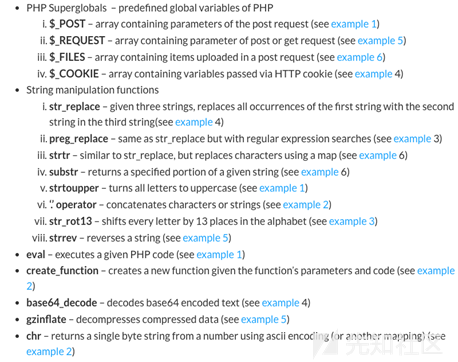 • PHP Superglobals – predefined global variables of PHP
i. $_POST – array containing parameters of the post request (see example 1)
ii. $_REQUEST – array containing parameter of post or get request (see example 5)
iii. $_FILES – array containing items uploaded in a post request (see example 6)
iv. $_COOKIE – array containing variables passed via HTTP cookie (see example 4)
• String manipulation functions
i. str_replace – given three strings, replaces all occurrences of the first string with the second
string in the third string(see example 4)
ii. preg_replace – same as str_replace but with regular expression searches (see example 3)
iii. strtr – similar to str_replace, but replaces characters using a map (see example 6)
iv. substr – returns a specified portion of a given string (see example 6)
v. strtoupper – turns all letters to uppercase (see example 1)
vi. '.' operator – concatenates characters or strings (see example 2)
vii. str_rot13 – shifts every letter by 13 places in the alphabet (see example 3)
viii. strrev – reverses a string (see example 5)
• eval – executes a given PHP code (see example 1)
• create_function – creates a new function given the function's parameters and code (see example
2)
• base64_decode – decodes base64 encoded text (see example 4)
• gzinflate – decompresses compressed data (see example 5)
• chr – returns a single byte string from a number using ascii encoding (or another mapping) (see
example 2)
先知社区